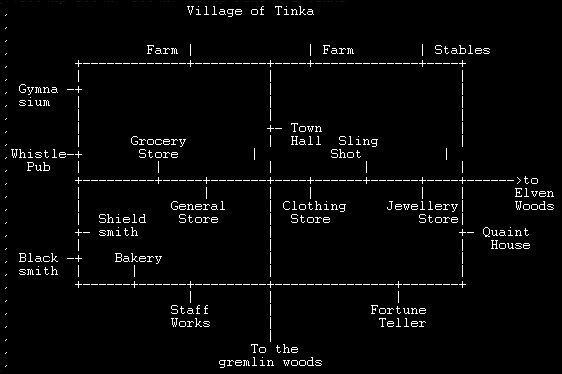 Village of Tinka
Farm
Farm
Stables
Gymna
sium
Town
Hall
Grocery
Store
Sling
Shot
Whistle
Pub
>to
Elven
Woods
General
Store
Clothing
Store
Jewellery
Store
Shield
smith
Quaint
House
Black
smith
Bakery
Staff
Works
Fortune
Teller
To the
gremlin woods